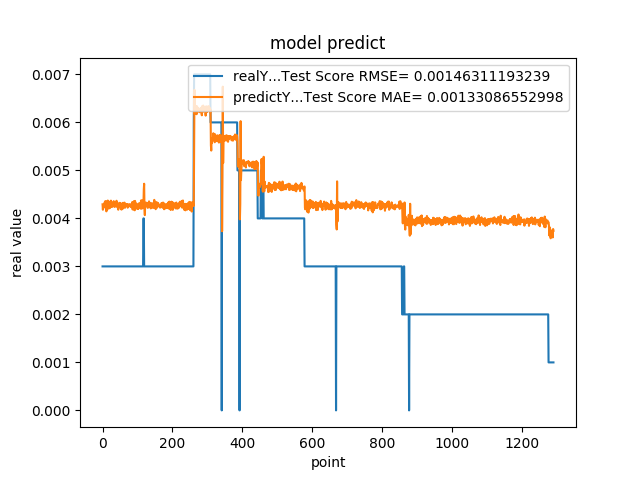 model predict
realY...Test Score RMSE= 0.00146311193239
predictY...Test Score MAE= 0.00133086552998
0.007
0.006
0.005
0.004
0.003
0.002
0.001
0.000
real value
0 200 400 600 800 1000 1200
point